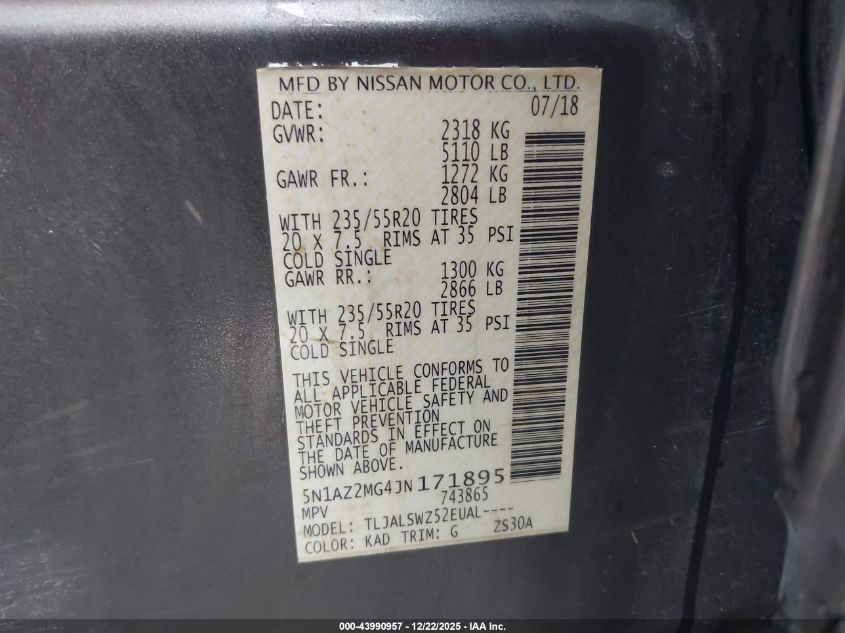 MFD BY NISSAN MOTOR CO., LTD.
DATE: 07/18
GVWR: 2318 KG
5110 LB
GAWR FR.: 1272 KG
2804 LB
WITH 235/55R20 TIRES
20 X 7.5 RIMS AT 35 PSI
COLD SINGLE
GAWR RR.: 1300 KG
2866 LB
WITH 235/55R20 TIRES
20 X 7.5 RIMS AT 35 PSI
COLD SINGLE
THIS VEHICLE CONFORMS TO
ALL APPLICABLE FEDERAL
MOTOR VEHICLE SAFETY AND
THEFT PREVENTION
STANDARDS IN EFFECT ON
THE DATE OF MANUFACTURE
SHOWN ABOVE.
5N1AZ2MG4JN171895
MPV 743865
MODEL: TLJALSWZ52EUAL----
COLOR: KAD TRIM: G ZS30A
000-43990957 • 12/22/2025 • IAA Inc.